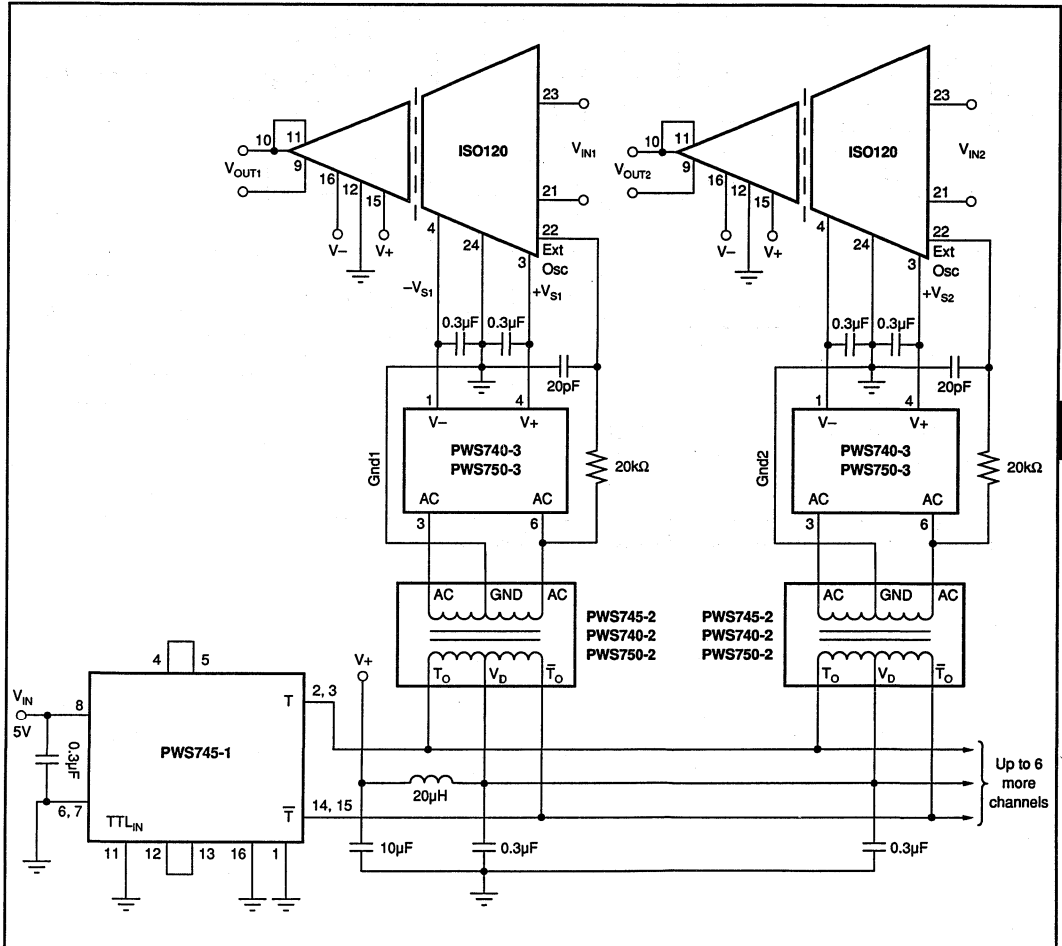 23
23
10
11
ISO120
V_IN1
10
11
ISO120
V_IN2
V_OUT1
9
V_OUT2
9
16
12
15
21
16
12
15
21
4
22
4
22
V−
V+
24
Ext
Osc
V−
V+
24
Ext
Osc
3
3
−V_S1
+V_S1
+V_S2
0.3µF
0.3µF
0.3µF
0.3µF
20pF
20pF
1
4
1
4
V−
V+
V−
V+
Gnd1
PWS740-3
PWS750-3
20kΩ
Gnd2
PWS740-3
PWS750-3
20kΩ
AC
AC
AC
AC
3
6
3
6
AC
GND
AC
AC
GND
AC
PWS745-2
PWS740-2
PWS750-2
PWS745-2
PWS740-2
PWS750-2
T_O
V_D
T̅_O
T_O
V_D
T̅_O
4
5
V+
V_IN
8
T
2, 3
5V
PWS745-1
0.3µF
20µH
Up to 6
more
channels
6, 7
14, 15
TTL_IN
T̅
10µF
0.3µF
0.3µF
11
12
13
16
1